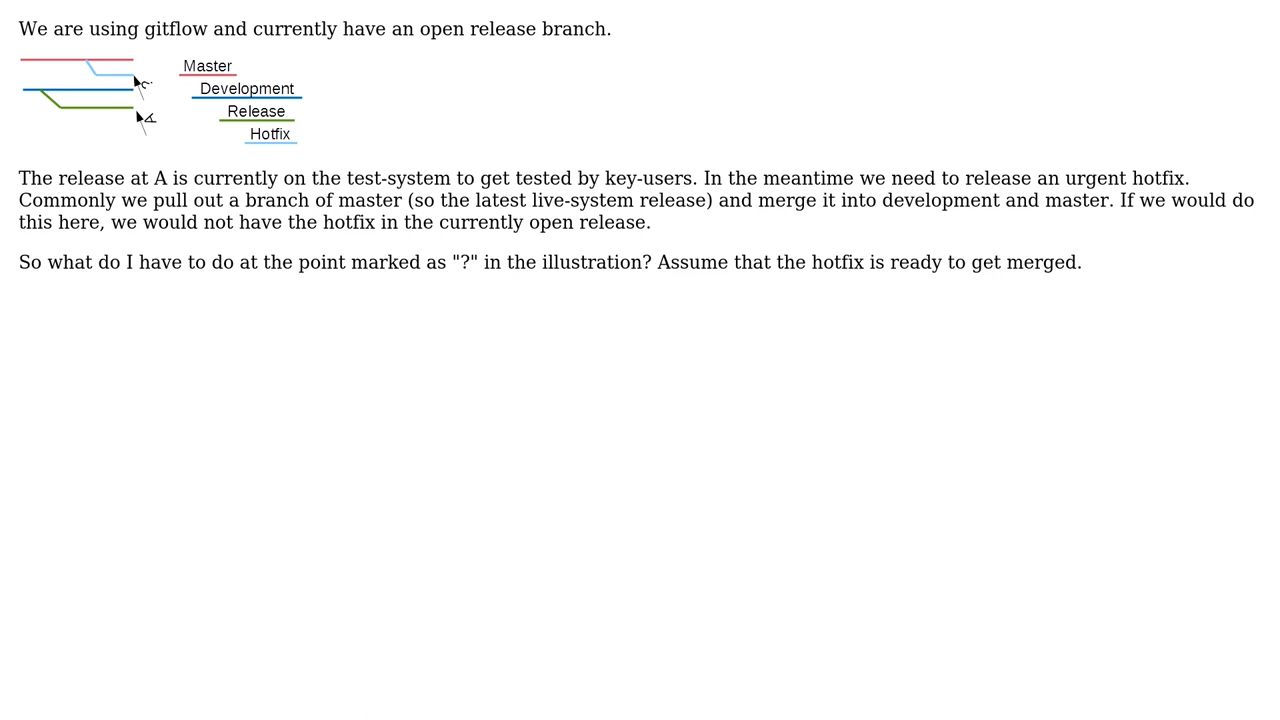 We are using gitflow and currently have an open release branch.
Master
?
Development
Release
A
Hotfix
The release at A is currently on the test-system to get tested by key-users. In the meantime we need to release an urgent hotfix.
Commonly we pull out a branch of master (so the latest live-system release) and merge it into development and master. If we would do
this here, we would not have the hotfix in the currently open release.
So what do I have to do at the point marked as "?" in the illustration? Assume that the hotfix is ready to get merged.